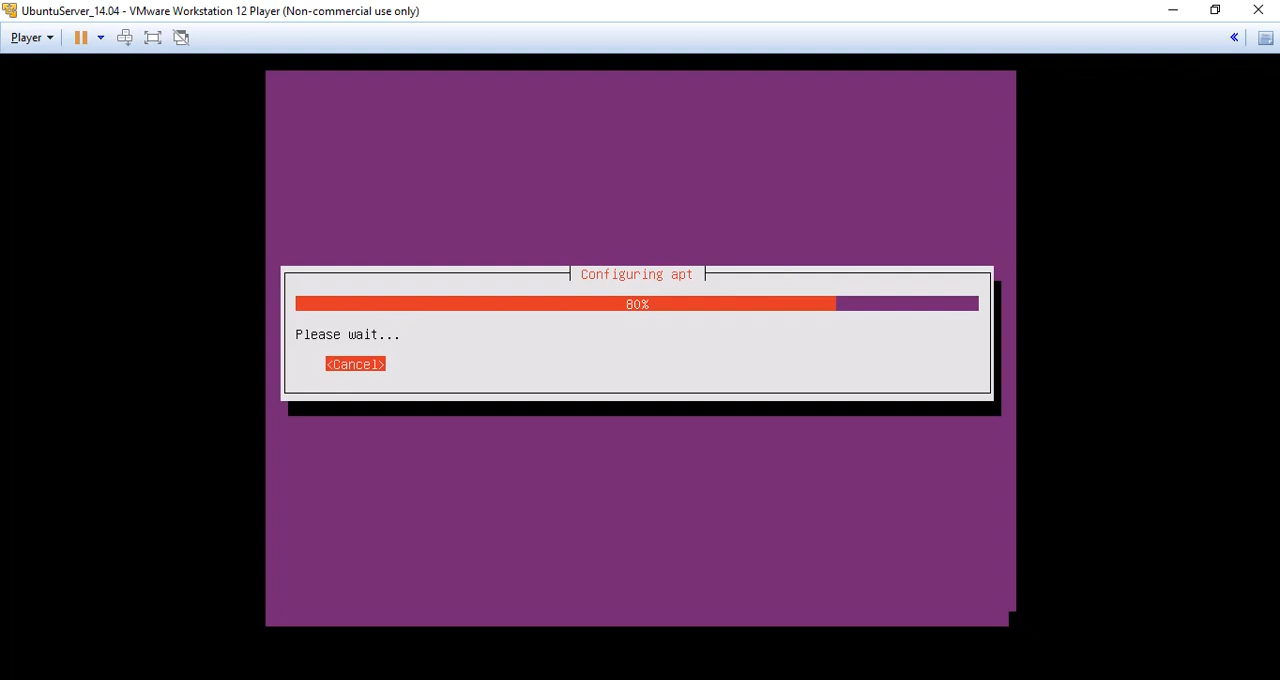 UbuntuServer_14.04 - VMware Workstation 12 Player (Non-commercial use only)
Player
Configuring apt
80%
Please wait...
<Cancel>